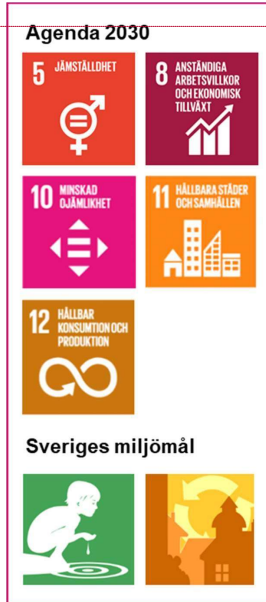 Agenda 2030
5 JÄMSTÄLLDHET
8 ANSTÄNDIGA
ARBETSVILLKOR
OCH EKONOMISK
TILLVÄXT
10 MINSKAD
OJÄMLIKHET
11 HÅLLBARA STÄDER
OCH SAMHÄLLEN
12 HÅLLBAR
KONSUMTION OCH
PRODUKTION
Sveriges miljömål